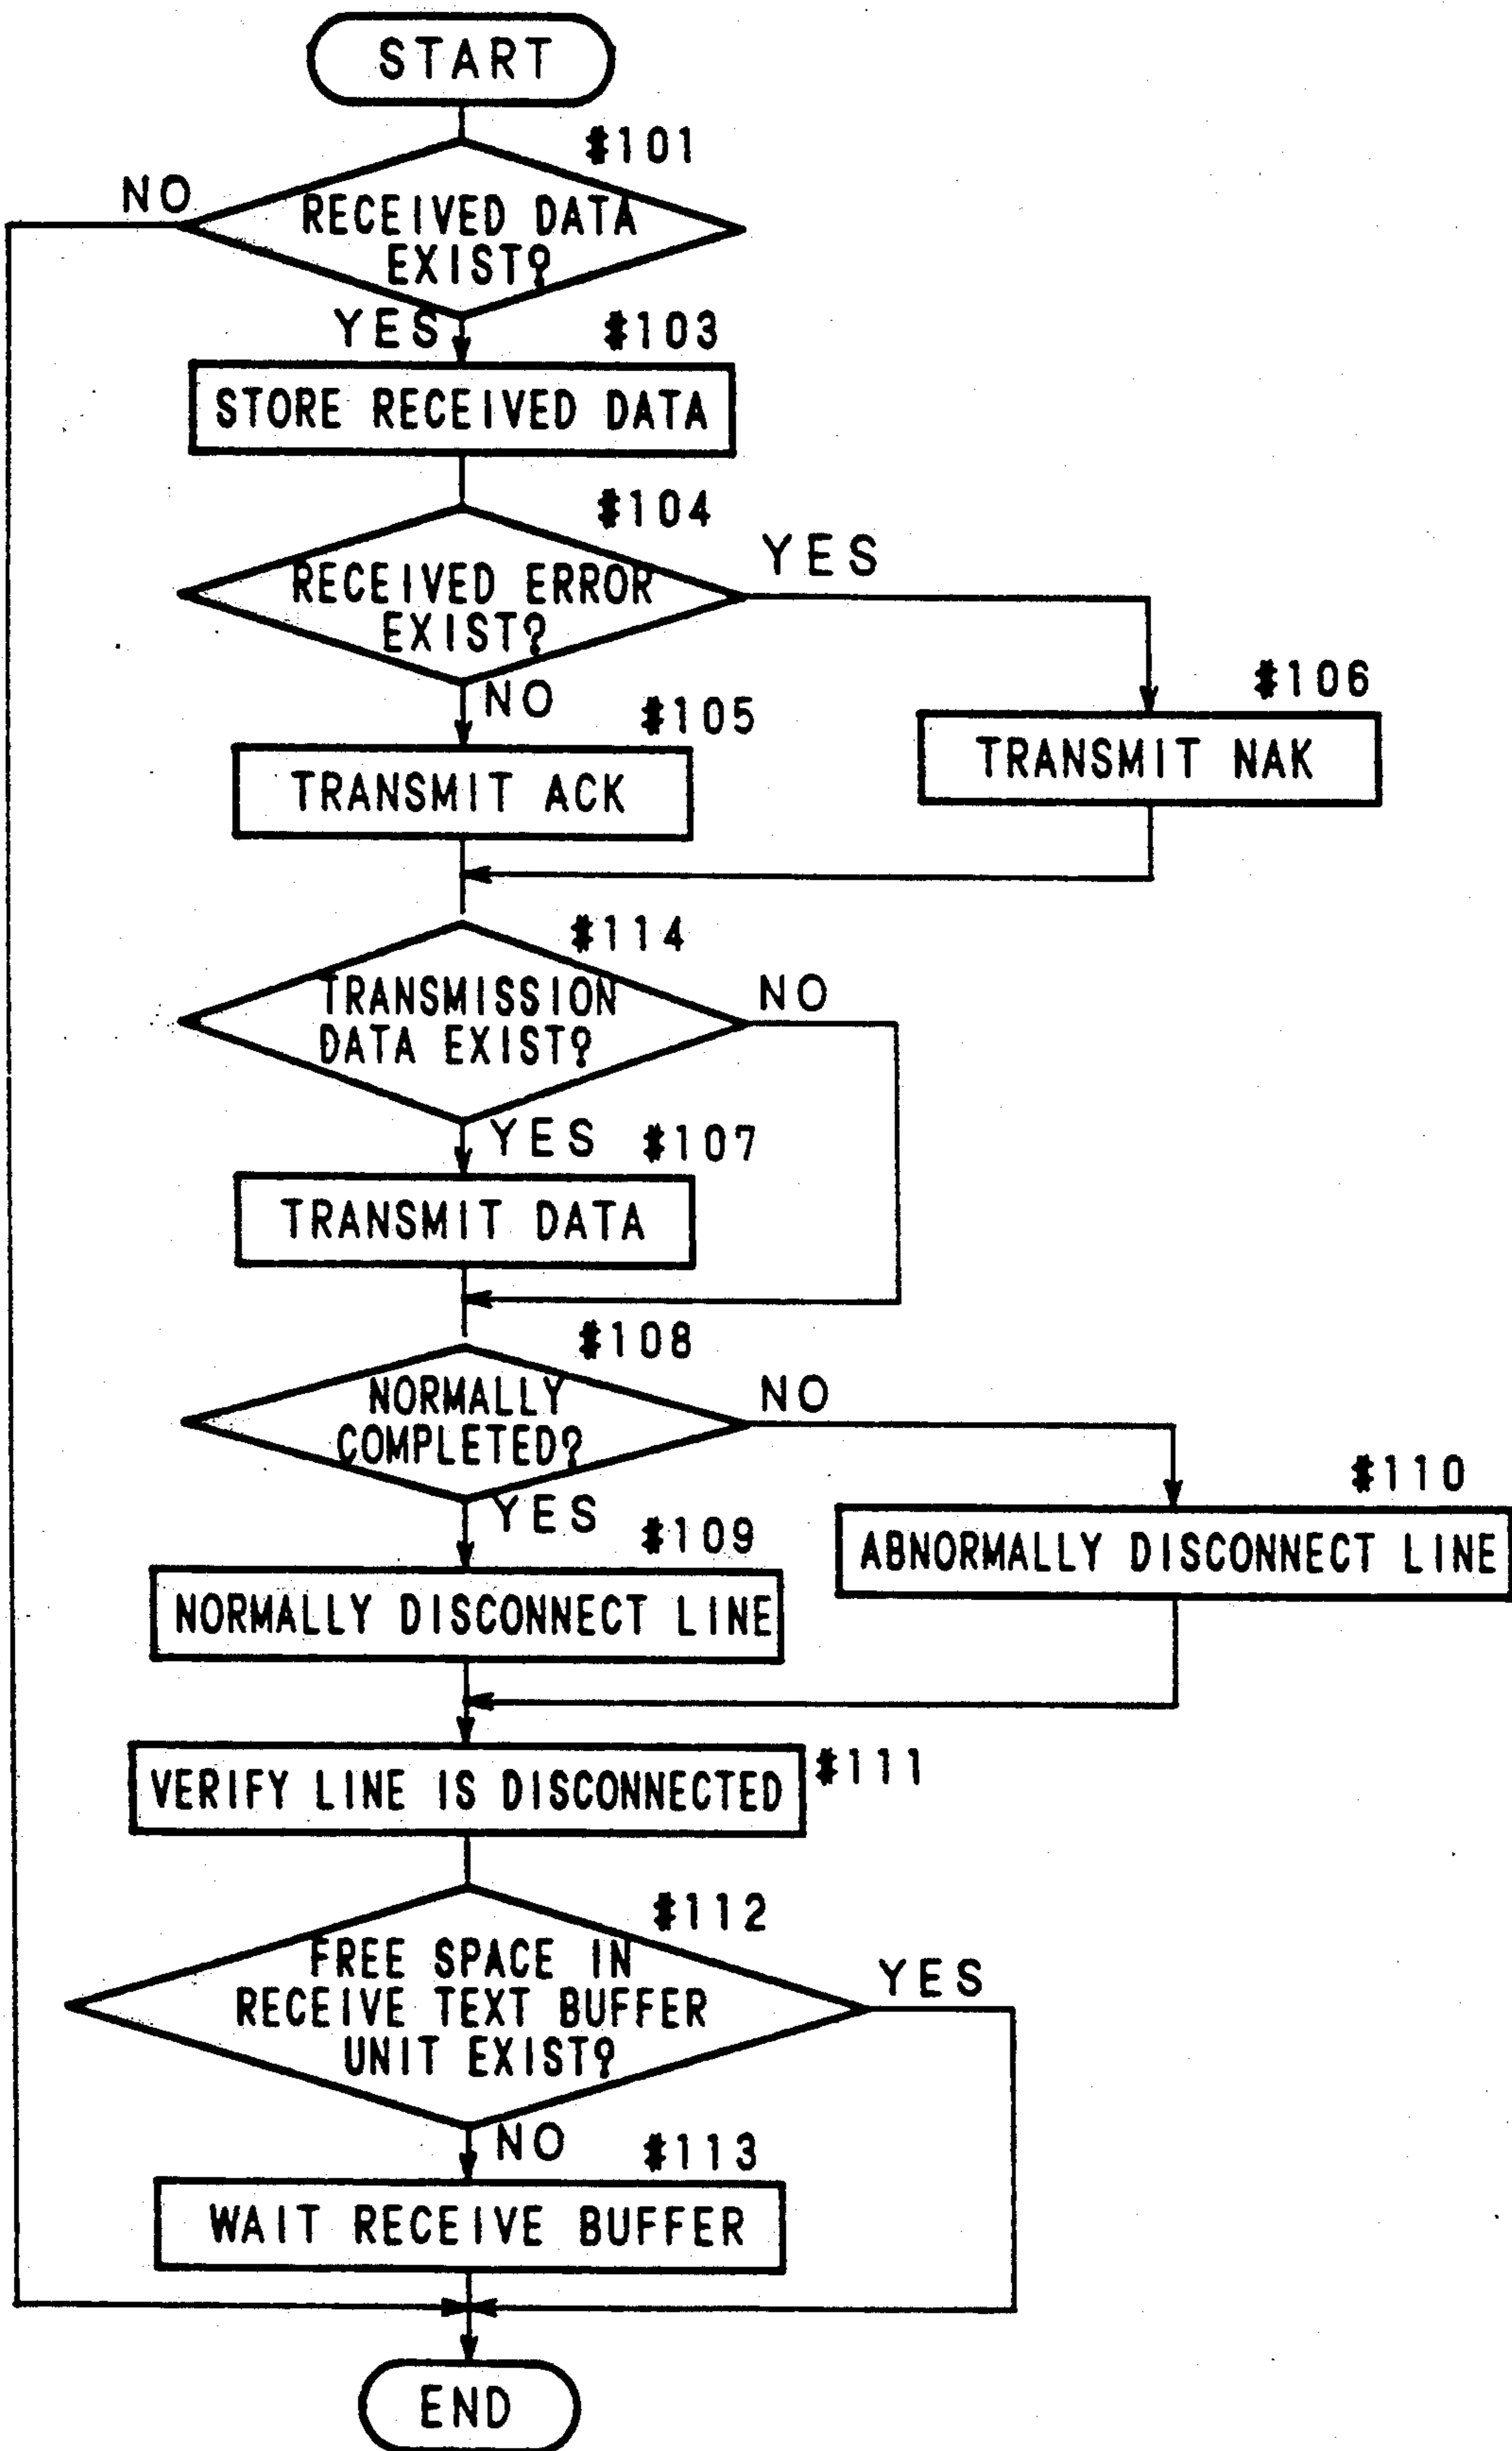 START
#101
NO
RECEIVED DATA
EXIST?
YES
#103
STORE RECEIVED DATA
#104
YES
RECEIVED ERROR
EXIST?
NO
#105
#106
TRANSMIT ACK
TRANSMIT NAK
#114
NO
TRANSMISSION
DATA EXIST?
YES
#107
TRANSMIT DATA
#108
NO
NORMALLY
COMPLETED?
YES
#109
#110
ABNORMALLY DISCONNECT LINE
NORMALLY DISCONNECT LINE
VERIFY LINE IS DISCONNECTED
#111
#112
FREE SPACE IN
RECEIVE TEXT BUFFER
UNIT EXIST?
YES
NO
#113
WAIT RECEIVE BUFFER
END